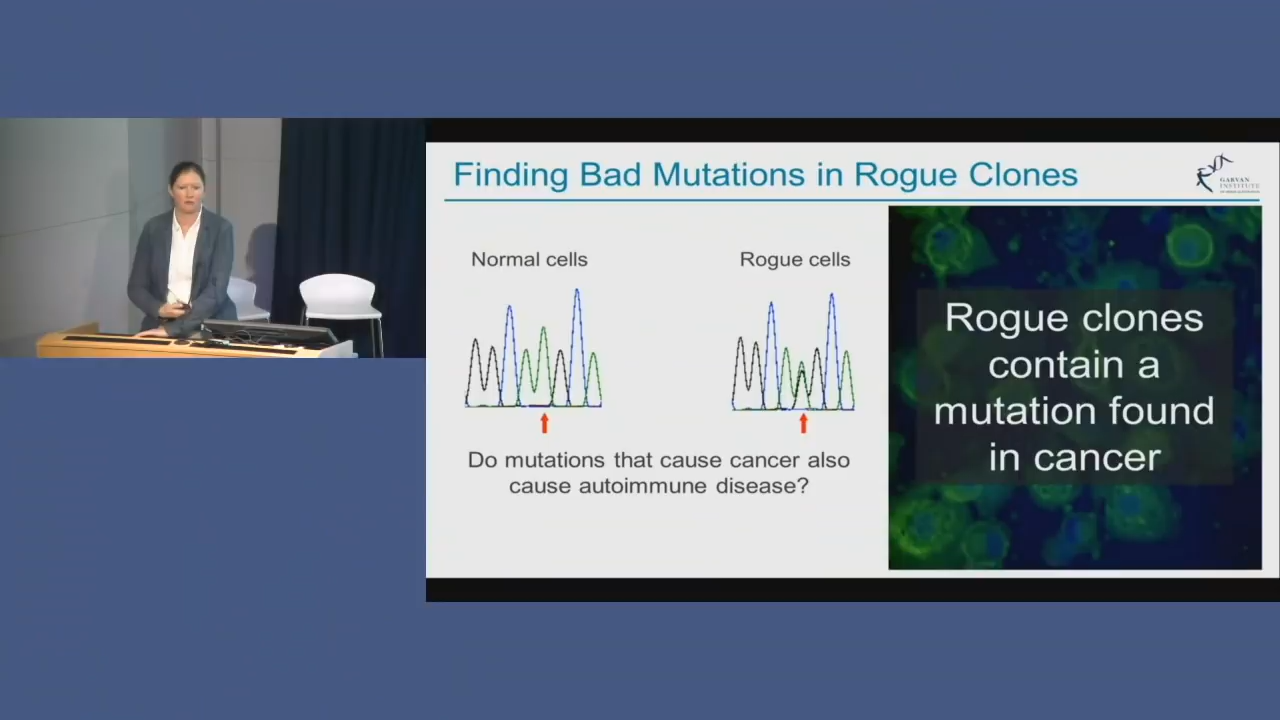 Finding Bad Mutations in Rogue Clones
GARVAN
INSTITUTE
Normal cells
Rogue cells
Do mutations that cause cancer also
cause autoimmune disease?
Rogue clones
contain a
mutation found
in cancer